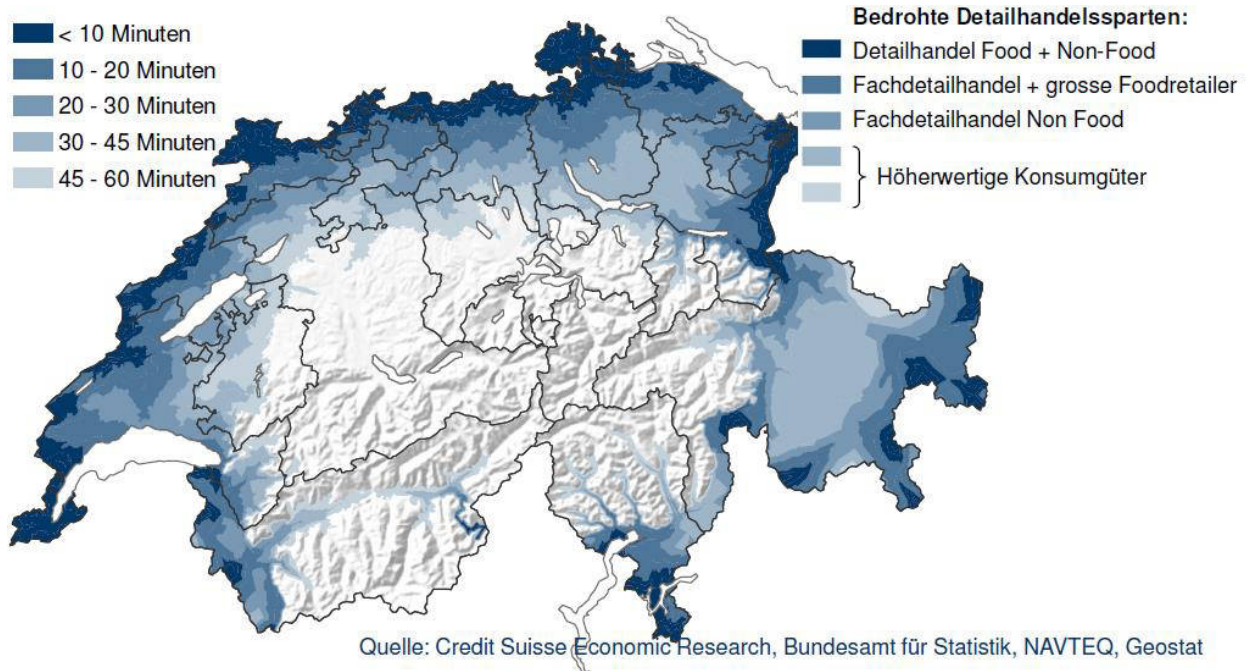 < 10 Minuten
10 - 20 Minuten
20 - 30 Minuten
30 - 45 Minuten
45 - 60 Minuten
Bedrohte Detailhandelssparten:
Detailhandel Food + Non-Food
Fachdetailhandel + grosse Foodretailer
Fachdetailhandel Non Food
Höherwertige Konsumgüter
Quelle: Credit Suisse Economic Research, Bundesamt für Statistik, NAVTEQ, Geostat